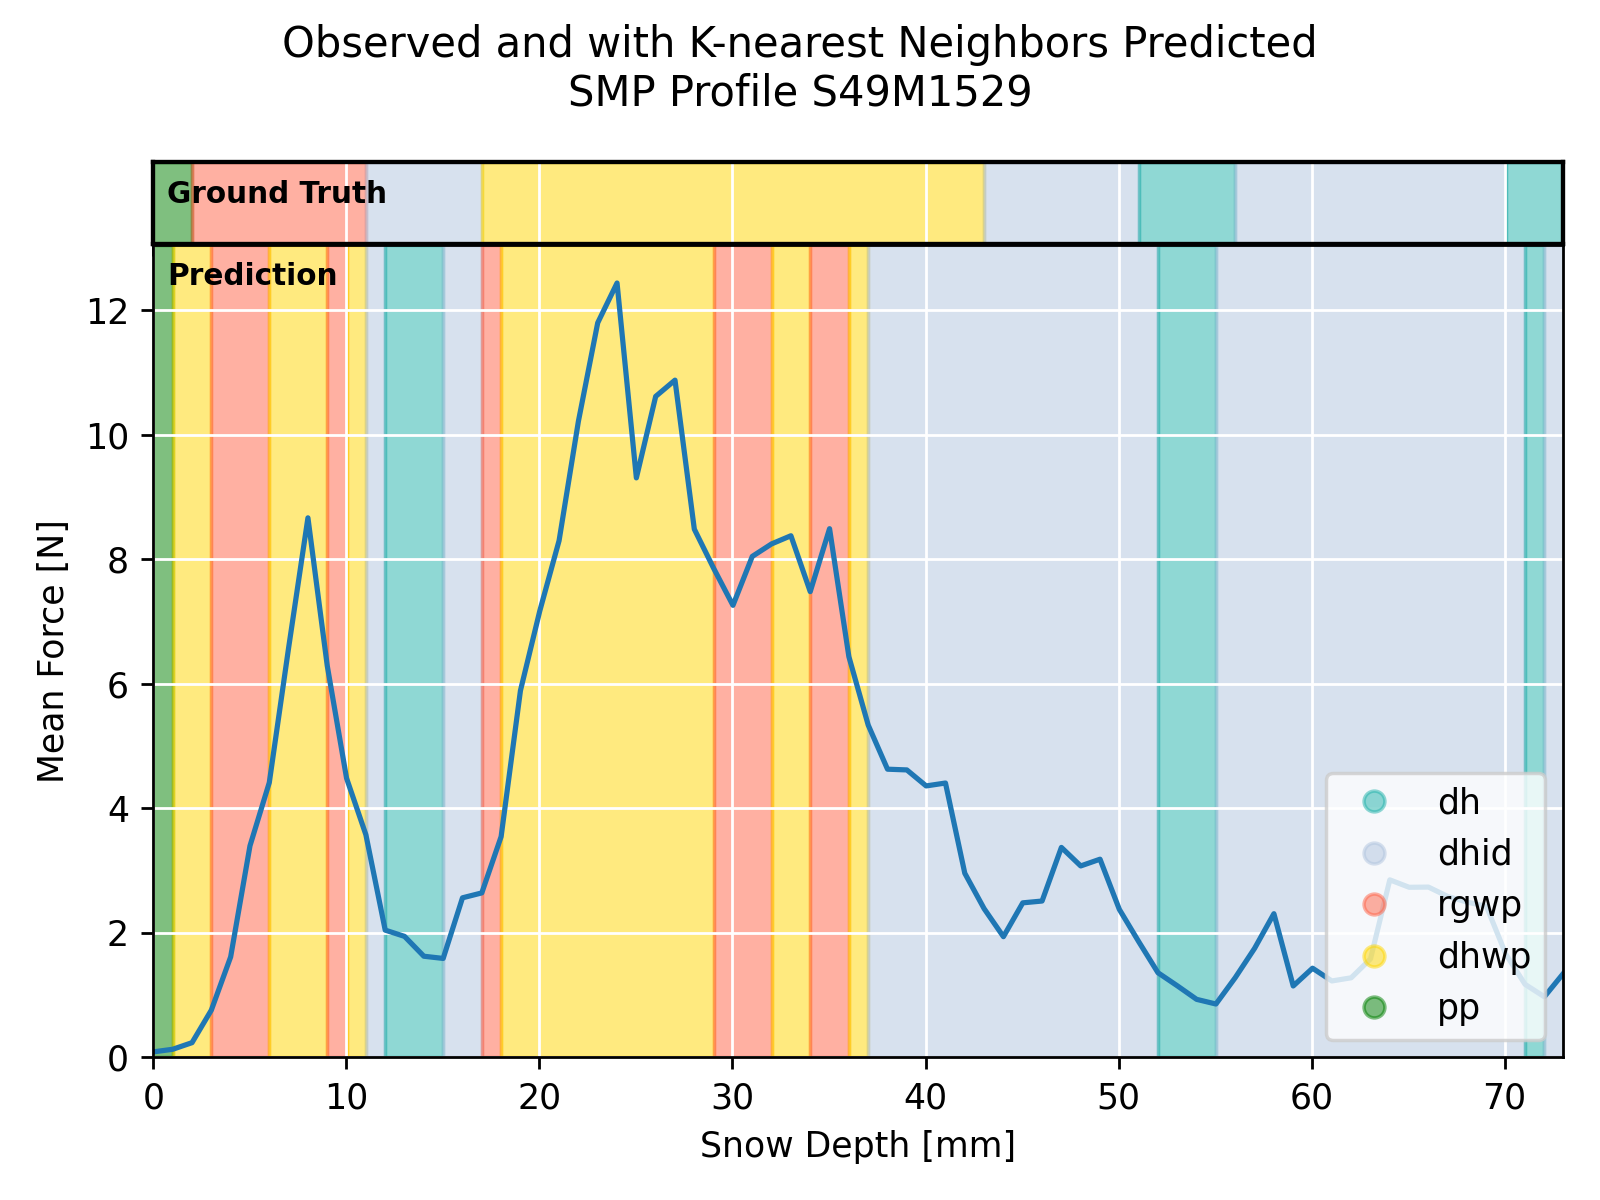 Observed and with K-nearest Neighbors Predicted
SMP Profile S49M1529
Ground Truth
Prediction
12
10
8
6
4
2
0
Mean Force [N]
dh
dhid
rgwp
dhwp
pp
0 10 20 30 40 50 60 70
Snow Depth [mm]